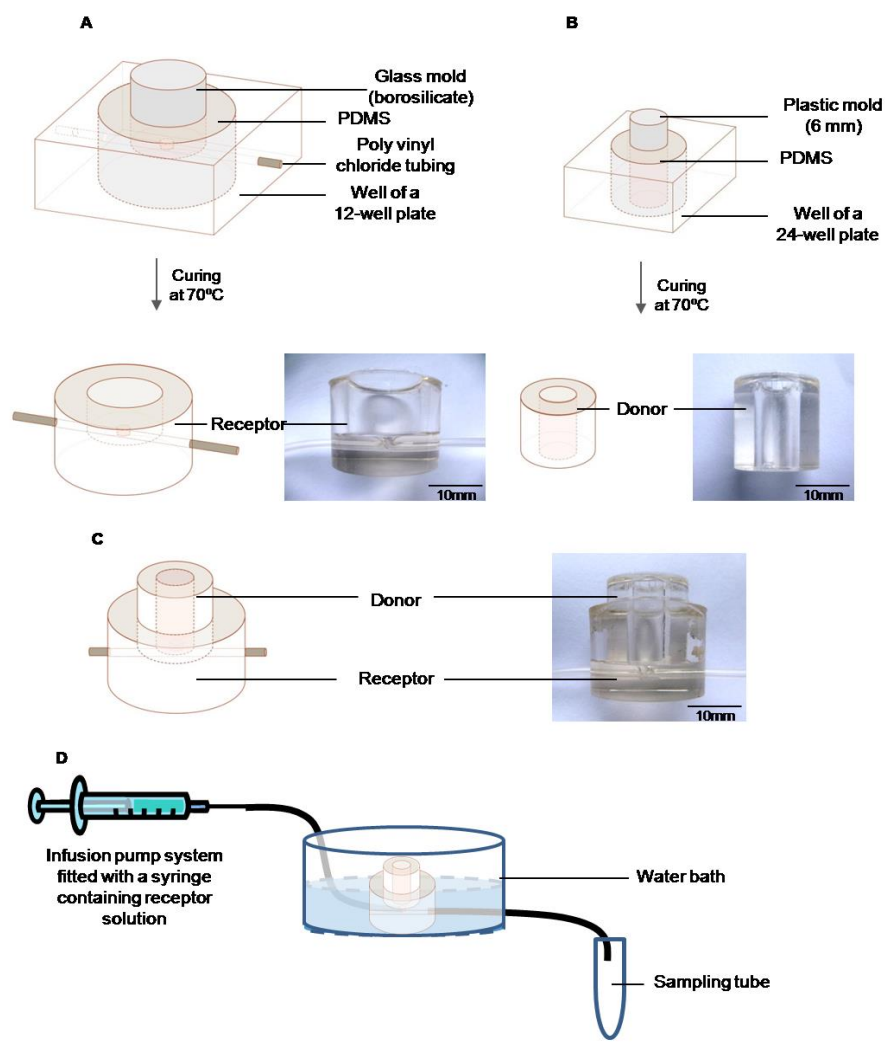 A
Glass mold
(borosilicate)
PDMS
Poly vinyl
chloride tubing
Well of a
12-well plate
Curing
at 70ºC
Receptor
10mm
B
Plastic mold
(6 mm)
PDMS
Well of a
24-well plate
Curing
at 70ºC
Donor
10mm
C
Donor
Receptor
10mm
D
Infusion pump system
fitted with a syringe
containing receptor
solution
Water bath
Sampling tube